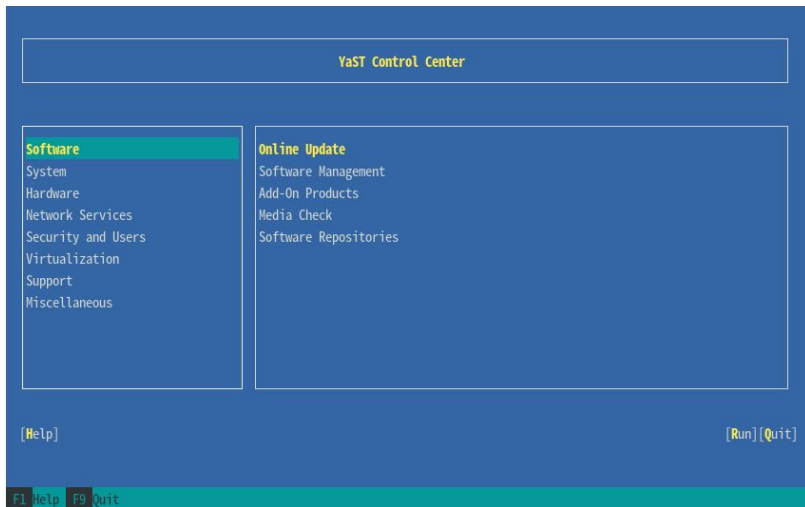 YaST Control Center
Software
System
Hardware
Network Services
Security and Users
Virtualization
Support
Miscellaneous
Online Update
Software Management
Add-On Products
Media Check
Software Repositories
[Help] [Run][Quit]
F1 Help F9 Quit